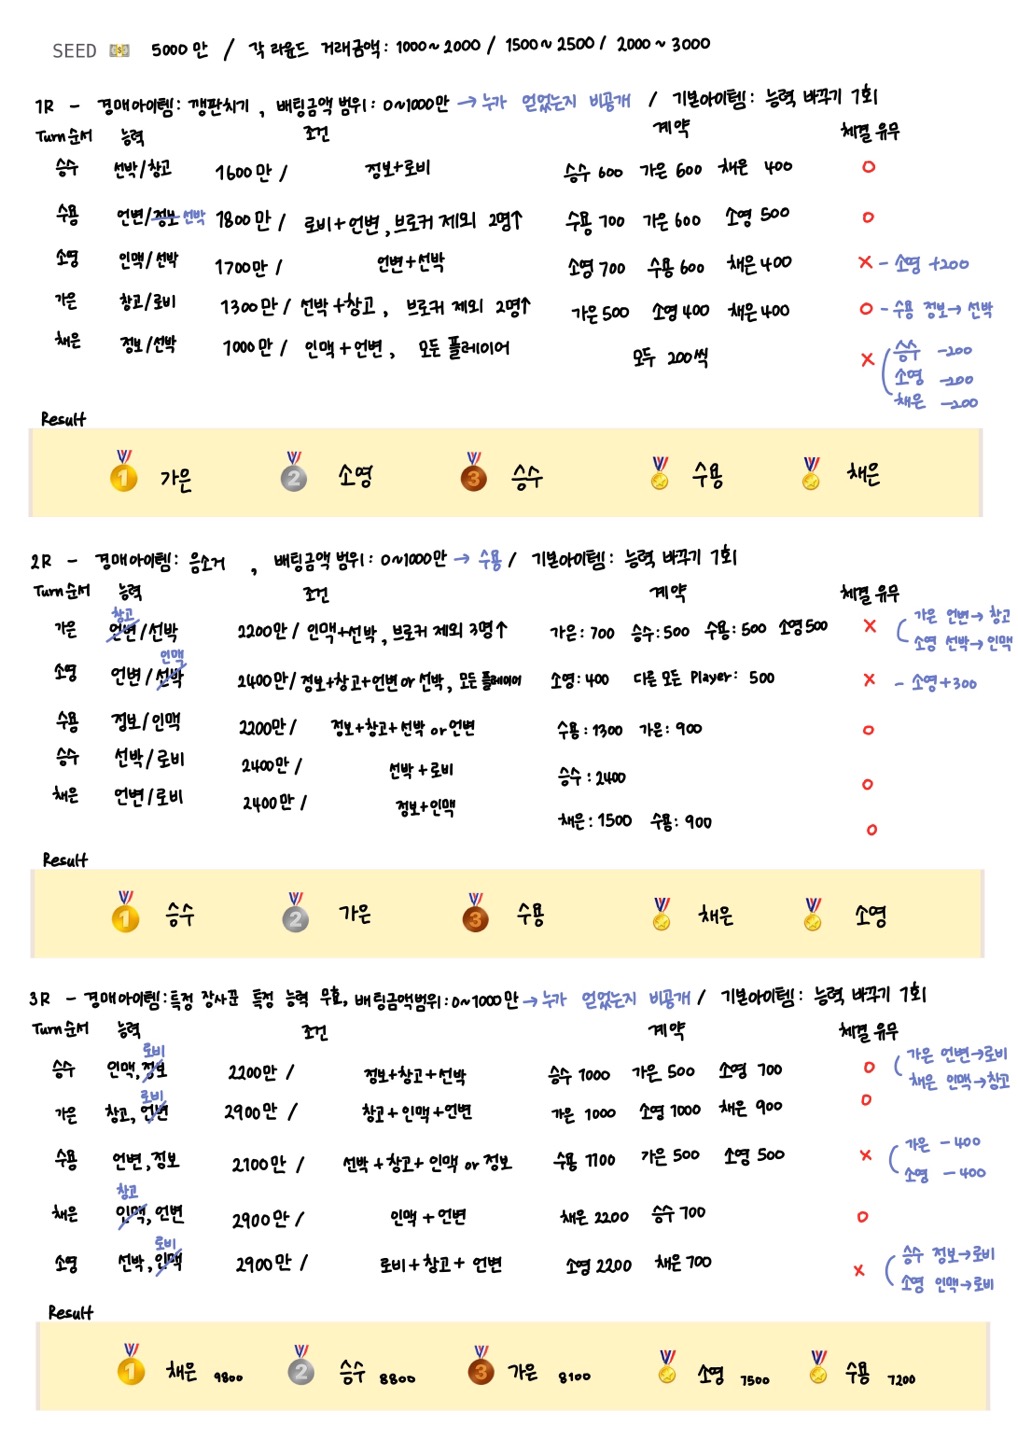 SEED 5000만 / 각 라운드 거래금액: 1000~2000 / 1500~2500 / 2000~3000
1R - 경매아이템: 깽판치기, 배팅금액 범위: 0~1000만 → 누가 얻었는지 비공개 / 기본아이템: 능력 바꾸기 1회
Turn순서 능력 조건 계약 체결 유무
승수 선박/창고 1600만 / 정보+로비 승수 600 가은 600 채은 400 O
수용 언변/정보 선박 1800만 / 로비+언변, 브로커 제외 2명↑ 수용 700 가은 600 소영 500 O
소영 인맥/선박 1700만 / 언변+선박 소영 700 수용 600 채은 400 X - 소영 +200
가은 창고/로비 1300만 / 선박+창고, 브로커 제외 2명↑ 가은 500 소영 400 채은 400 O - 수용 정보→선박
채은 정보/선박 1000만 / 인맥+언변, 모든 플레이어 모두 200씩 X 승수 -200
소영 -200
채은 -200
Result
1 가은 2 소영 3 승수 수용 채은
2R - 경매아이템: 음소거, 배팅금액 범위: 0~1000만 → 수용 / 기본아이템: 능력 바꾸기 1회
Turn순서 능력 조건 계약 체결 유무
가은 언변/선박 창고 2200만 / 인맥+선박, 브로커 제외 3명↑ 가은: 700 승수: 500 수용: 500 소영 500 X 가은 언변→창고
소영 선박→인맥
소영 언변/선박 인맥 2400만 / 정보+창고+언변 or 선박, 모든 플레이어 소영: 400 다른 모든 Player: 500 X - 소영+300
수용 정보/인맥 2200만 / 정보+창고+선박 or 언변 수용: 1300 가은: 900 O
승수 선박/로비 2400만 / 선박+로비 승수: 2400 O
채은 언변/로비 2400만 / 정보+인맥 채은: 1500 수용: 900 O
Result
1 승수 2 가은 3 수용 채은 소영
3R - 경매아이템: 특정 장사꾼 특정 능력 무효, 배팅금액범위: 0~1000만 → 누가 얻었는지 비공개 / 기본아이템: 능력 바꾸기 1회
Turn순서 능력 조건 계약 체결 유무
승수 인맥, 정보 로비 2200만 / 정보+창고+선박 승수 1000 가은 500 소영 700 O 가은 언변→로비
채은 인맥→창고
가은 창고, 언변 로비 2900만 / 창고+인맥+언변 가은 1000 소영 1000 채은 900 O
수용 언변, 정보 2100만 / 선박+창고+인맥 or 정보 수용 1100 가은 500 소영 500 X 가은 -400
소영 -400
채은 인맥, 언변 창고 2900만 / 인맥+언변 채은 2200 승수 700 O
소영 선박, 인맥 로비 2900만 / 로비+창고+언변 소영 2200 채은 700 X 승수 정보→로비
소영 인맥→로비
Result
1 채은 9800 2 승수 8800 3 가은 8100 소영 7500 수용 7200